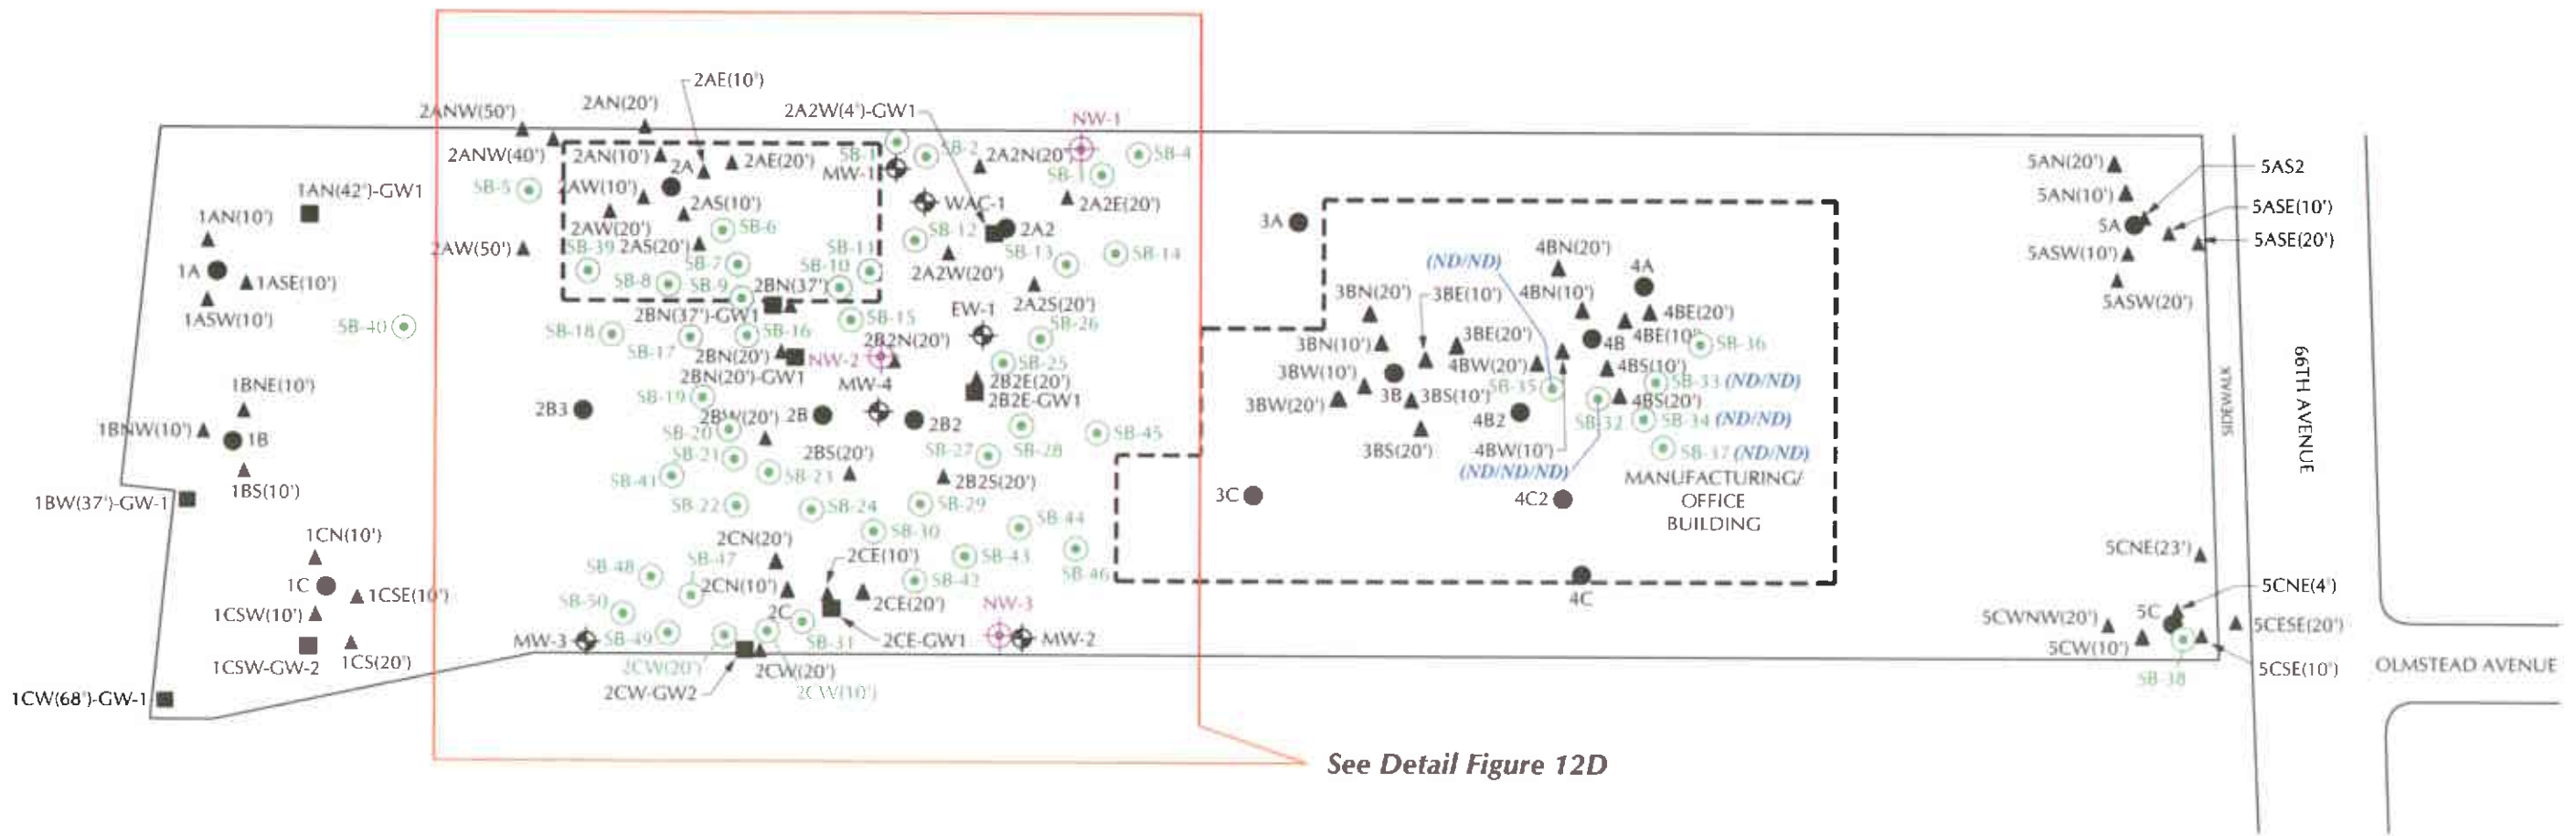 2AE(10')
2AN(20')
2A2W(4')-GW1
2ANW(50')
NW-1
2ANW(40')
2AN(10')
2A
2AE(20')
SB-1
SB-2
2A2N(20')
SB-4
MW-1
SB-5
2AW(10')
2AS(10')
WAC-1
2A2E(20')
1AN(42')-GW1
1AN(10')
2AW(20')
SB-6
SB-12
2A2
2AW(50')
SB-39
2AS(20')
SB-7
SB-11
SB-10
SB-13
SB-14
1A
1ASE(10')
SB-8
SB-9
2BN(37')
2A2W(20')
2A2S(20')
1ASW(10')
SB-40
2BN(37')-GW1
SB-15
EW-1
SB-18
SB-16
SB-26
SB-17
2BN(20')
NW-2
2B2N(20')
SB-25
2BN(20')-GW1
MW-4
2B2E(20')
2B2E-GW1
1BNE(10')
SB-19
2B3
2BW(20')
2B
2B2
1BNW(10')
1B
SB-20
SB-45
SB-21
2BS(20')
SB-27
SB-28
SB-41
SB-23
2B2S(20')
1BS(10')
1BW(37')-GW-1
SB-22
SB-24
SB-29
SB-44
SB-30
1CN(10')
2CN(20')
2CE(10')
SB-43
SB-47
SB-48
2CN(10')
SB-42
SB-46
1C
1CSE(10')
SB-50
2C
2CE(20')
NW-3
1CSW(10')
MW-3
SB-49
SB-31
2CE-GW1
MW-2
1CSW-GW-2
1CS(20')
2CW(20')
2CW(20')
2CW-GW2
2CW(10')
1CW(68')-GW-1
See Detail Figure 12D
3A
(ND/ND)
4BN(20')
4A
3BN(20')
3BE(10')
4BN(10')
4BE(20')
3BN(10')
3BE(20')
4B
4BE(10')
SB-36
3BW(10')
4BW(20')
4BS(10')
3BW(20')
3B
3BS(10')
SB-35
SB-33 (ND/ND)
4B2
4BS(20')
SB-32
SB-34 (ND/ND)
3BS(20')
4BW(10')
SB-37 (ND/ND)
(ND/ND/ND)
MANUFACTURING/
OFFICE
BUILDING
3C
4C2
4C
5AN(20')
5AS2
5AN(10')
5ASE(10')
5A
5ASE(20')
5ASW(10')
5ASW(20')
SIDEWALK
66TH AVENUE
5CNE(23')
5CNE(4')
5CWNW(20')
5C
5CESE(20')
5CW(10')
5CSE(10')
SB-38
OLMSTEAD AVENUE